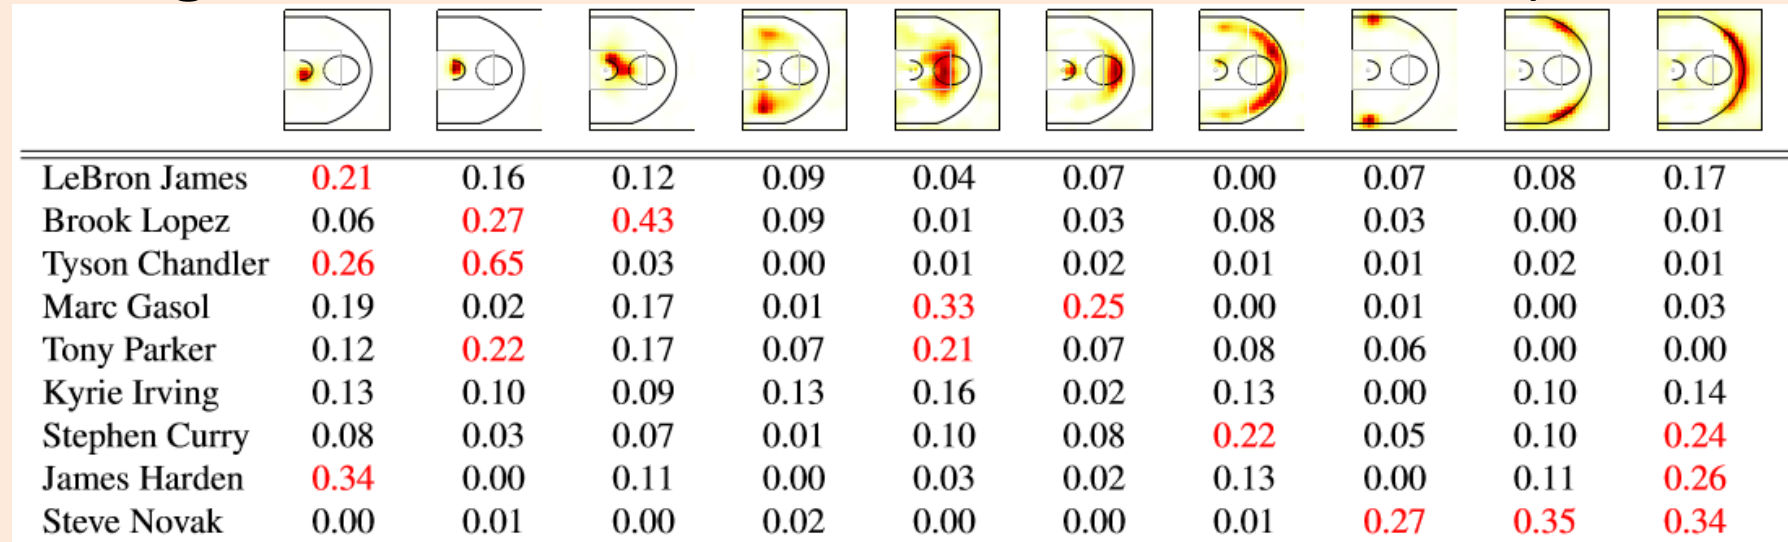 LeBron James 0.21 0.16 0.12 0.09 0.04 0.07 0.00 0.07 0.08 0.17
Brook Lopez 0.06 0.27 0.43 0.09 0.01 0.03 0.08 0.03 0.00 0.01
Tyson Chandler 0.26 0.65 0.03 0.00 0.01 0.02 0.01 0.01 0.02 0.01
Marc Gasol 0.19 0.02 0.17 0.01 0.33 0.25 0.00 0.01 0.00 0.03
Tony Parker 0.12 0.22 0.17 0.07 0.21 0.07 0.08 0.06 0.00 0.00
Kyrie Irving 0.13 0.10 0.09 0.13 0.16 0.02 0.13 0.00 0.10 0.14
Stephen Curry 0.08 0.03 0.07 0.01 0.10 0.08 0.22 0.05 0.10 0.24
James Harden 0.34 0.00 0.11 0.00 0.03 0.02 0.13 0.00 0.11 0.26
Steve Novak 0.00 0.01 0.00 0.02 0.00 0.00 0.01 0.27 0.35 0.34